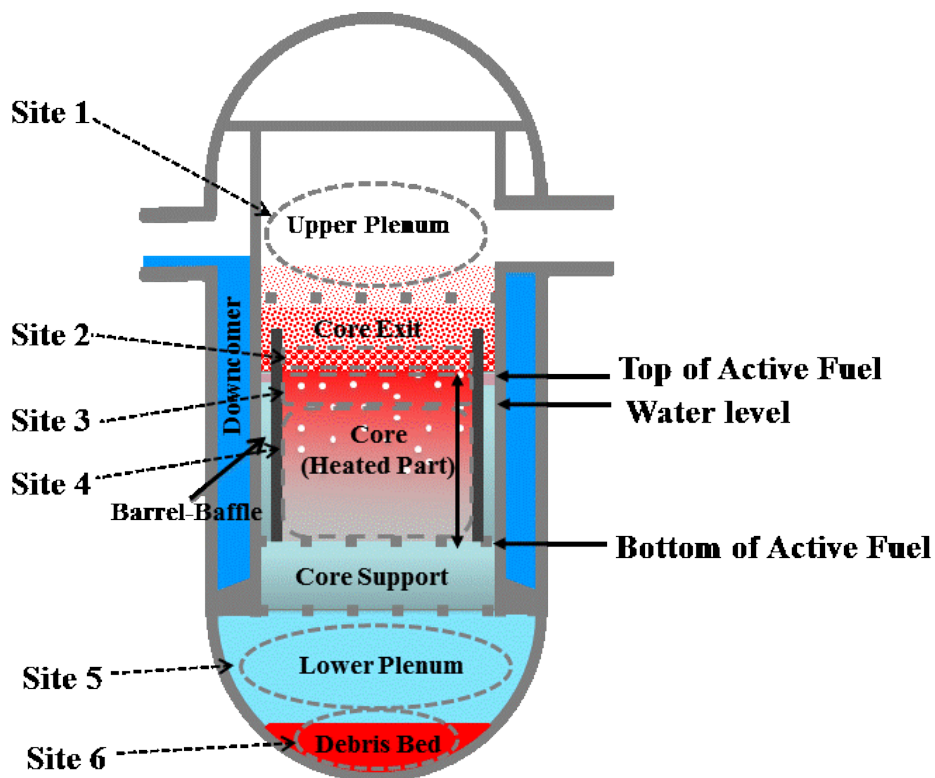 Site 1
Upper Plenum
Core Exit
Site 2
Downcomer
Top of Active Fuel
Water level
Site 3
Core
(Heated Part)
Site 4
Barrel-Baffle
Bottom of Active Fuel
Core Support
Lower Plenum
Site 5
Debris Bed
Site 6